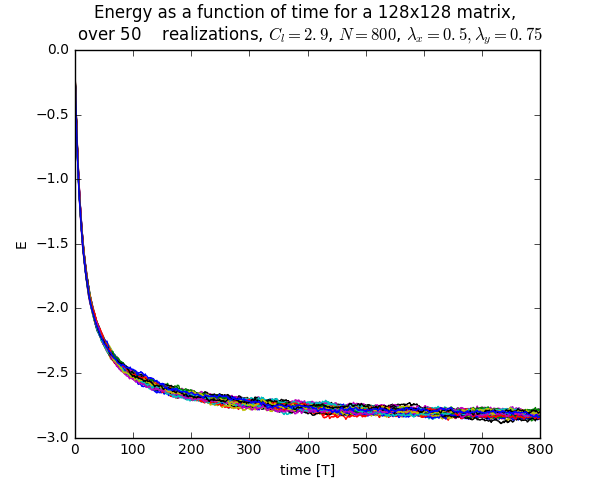 Energy as a function of time for a 128x128 matrix,
over 50    realizations, $C_l = 2.9$, $N = 800$, $\lambda_x = 0.5, \lambda_y = 0.75$
0.0
−0.5
−1.0
−1.5
−2.0
−2.5
−3.0
E
0 100 200 300 400 500 600 700 800
time [T]